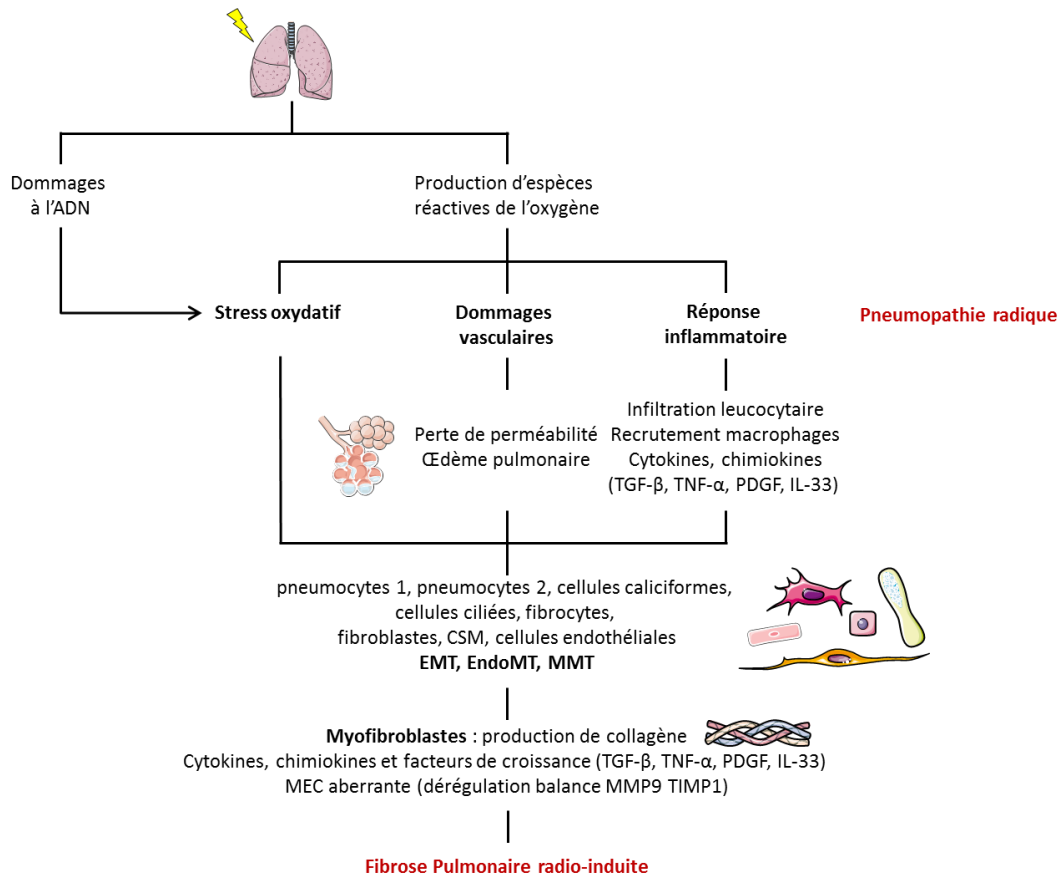 Dommages
à l’ADN
Production d’espèces
réactives de l’oxygène
Stress oxydatif
Dommages
vasculaires
Réponse
inflammatoire
Pneumopathie radique
Perte de perméabilité
Œdème pulmonaire
Infiltration leucocytaire
Recrutement macrophages
Cytokines, chimiokines
(TGF-β, TNF-α, PDGF, IL-33)
pneumocytes 1, pneumocytes 2, cellules caliciformes,
cellules ciliées, fibrocytes,
fibroblastes, CSM, cellules endothéliales
EMT, EndoMT, MMT
Myofibroblastes : production de collagène
Cytokines, chimiokines et facteurs de croissance (TGF-β, TNF-α, PDGF, IL-33)
MEC aberrante (dérégulation balance MMP9 TIMP1)
Fibrose Pulmonaire radio-induite